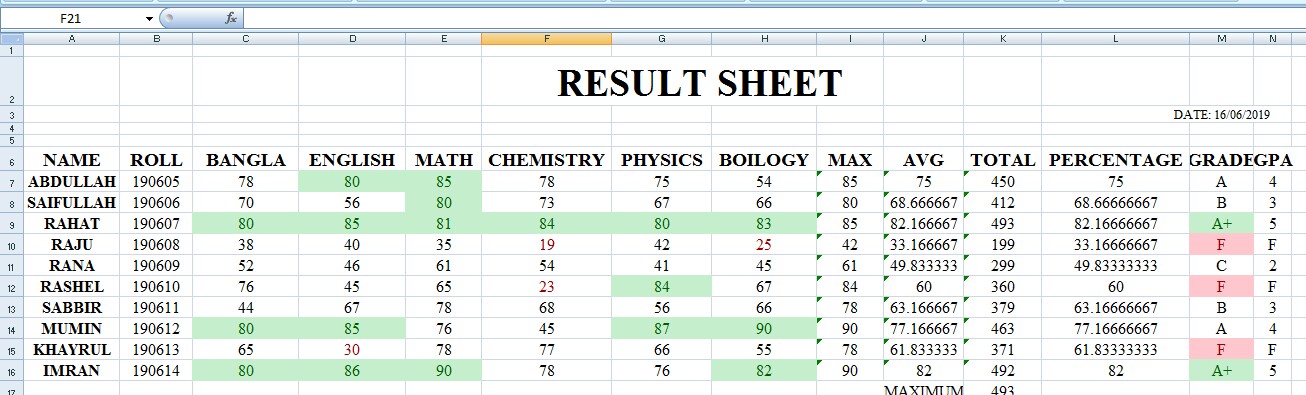 F21 fx
A B C D E F G H I J K L M N
1
2 RESULT SHEET
3 DATE: 16/06/2019
4
5
6 NAME ROLL BANGLA ENGLISH MATH CHEMISTRY PHYSICS BOILOGY MAX AVG TOTAL PERCENTAGE GRADE GPA
7 ABDULLAH 190605 78 80 85 78 75 54 85 75 450 75 A 4
8 SAIFULLAH 190606 70 56 80 73 67 66 80 68.666667 412 68.66666667 B 3
9 RAHAT 190607 80 85 81 84 80 83 85 82.166667 493 82.16666667 A+ 5
10 RAJU 190608 38 40 35 19 42 25 42 33.166667 199 33.16666667 F F
11 RANA 190609 52 46 61 54 41 45 61 49.833333 299 49.83333333 C 2
12 RASHEL 190610 76 45 65 23 84 67 84 60 360 60 F F
13 SABBIR 190611 44 67 78 68 56 66 78 63.166667 379 63.16666667 B 3
14 MUMIN 190612 80 85 76 45 87 90 90 77.166667 463 77.16666667 A 4
15 KHAYRUL 190613 65 30 78 77 66 55 78 61.833333 371 61.83333333 F F
16 IMRAN 190614 80 86 90 78 76 82 90 82 492 82 A+ 5
17 MAXIMUM 493